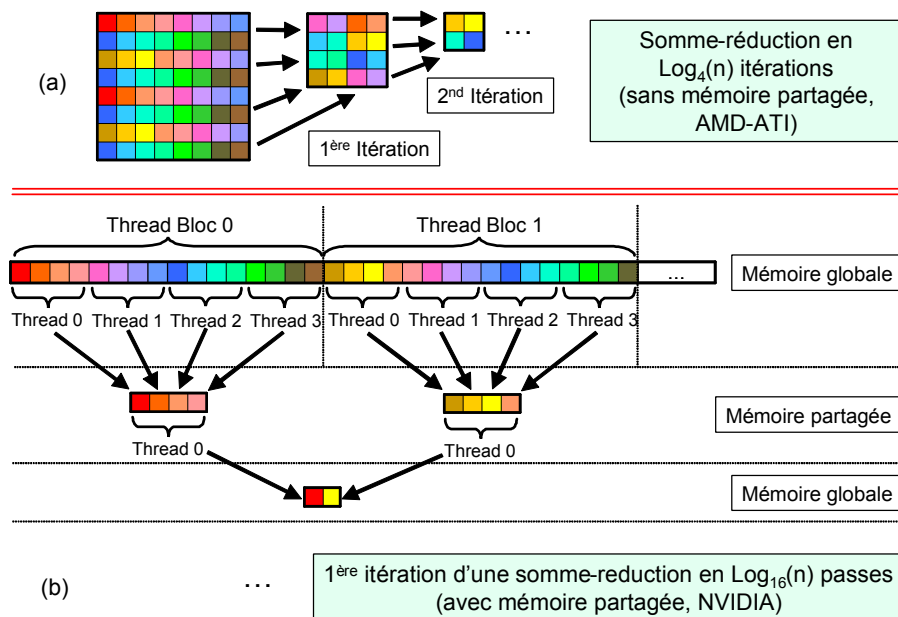 (a)
...
Somme-réduction en
Log4(n) itérations
(sans mémoire partagée,
AMD-ATI)
2nd Itération
1ère Itération
Thread Bloc 0
Thread Bloc 1
...
Mémoire globale
Thread 0 Thread 1 Thread 2 Thread 3 Thread 0 Thread 1 Thread 2 Thread 3
Mémoire partagée
Thread 0 Thread 0
Mémoire globale
(b)
...
1ère itération d'une somme-reduction en Log16(n) passes
(avec mémoire partagée, NVIDIA)